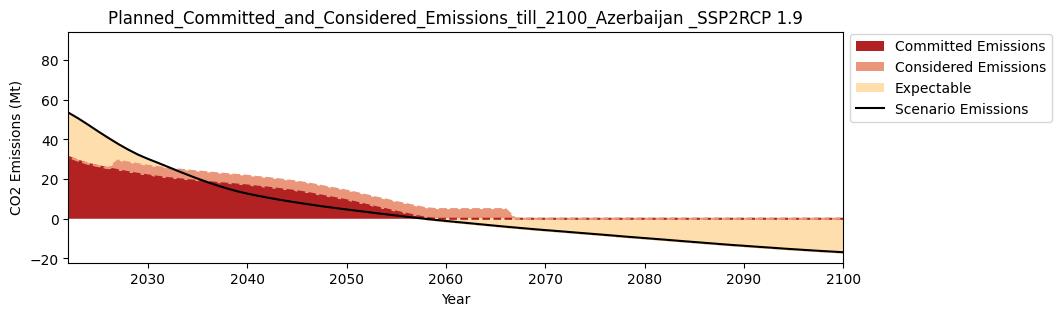 Planned_Committed_and_Considered_Emissions_till_2100_Azerbaijan _SSP2RCP 1.9
Committed Emissions
Considered Emissions
Expectable
Scenario Emissions
CO2 Emissions (Mt)
80
60
40
20
0
−20
2030
2040
2050
2060
2070
2080
2090
2100
Year